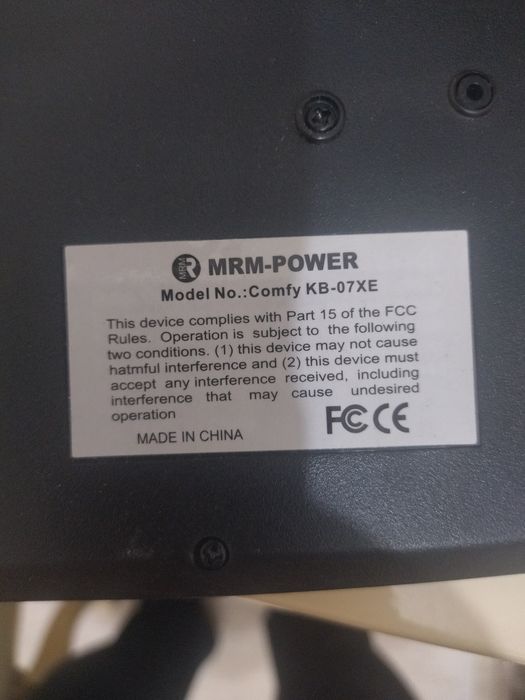 MRM MRM-POWER
Model No.:Comfy KB-07XE
This device complies with Part 15 of the FCC
Rules. Operation is subject to the following
two conditions. (1) this device may not cause
hatmful interference and (2) this device must
accept any interference received, including
interference that may cause undesired
operation
FC CE
MADE IN CHINA